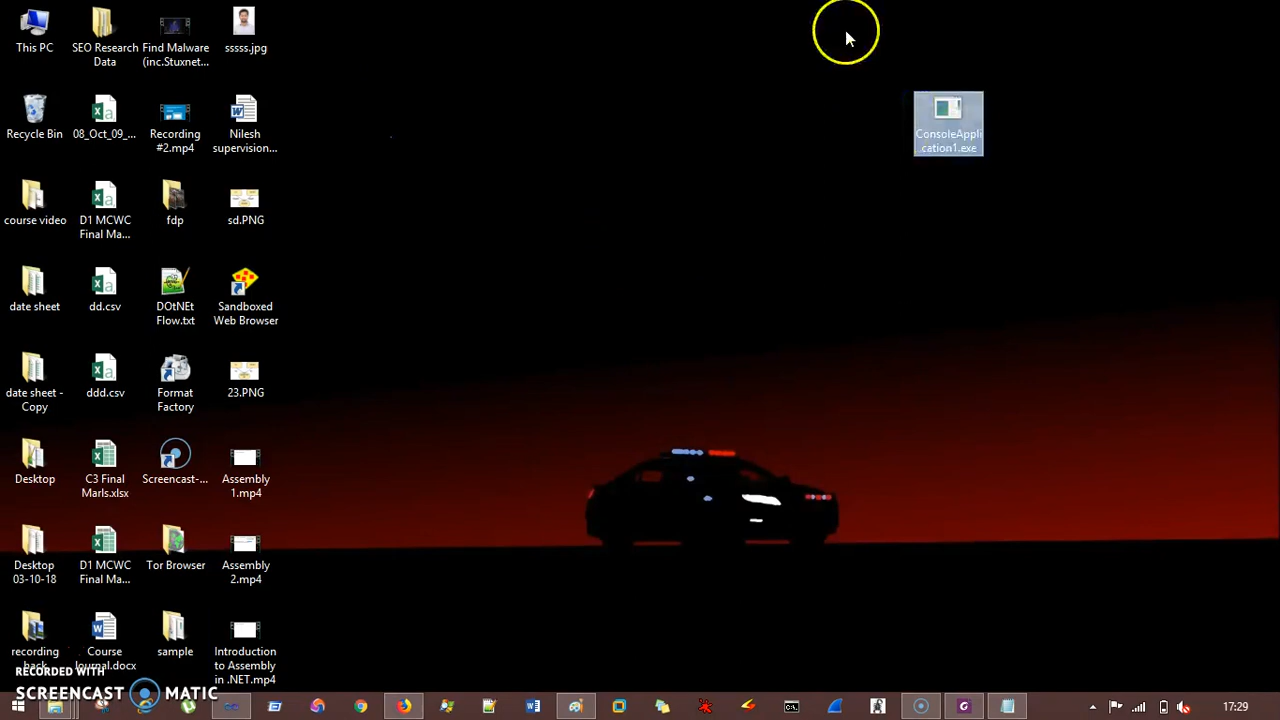 This PC
SEO Research
Data
Find Malware
(inc.Stuxnet...
sssss.jpg
Recycle Bin
08_Oct_09_...
Recording
#2.mp4
Nilesh
supervision...
course video
D1 MCWC
Final Ma...
fdp
sd.PNG
date sheet
dd.csv
DOtNEt
Flow.txt
Sandboxed
Web Browser
date sheet -
Copy
ddd.csv
Format
Factory
23.PNG
Desktop
C3 Final
Marls.xlsx
Screencast-...
Assembly
1.mp4
Desktop
03-10-18
D1 MCWC
Final Ma...
Tor Browser
Assembly
2.mp4
recording
back
Course
Journal.docx
sample
Introduction
to Assembly
in .NET.mp4
ConsoleAppli
cation1.exe
RECORDED WITH
SCREENCAST MATIC
17:29